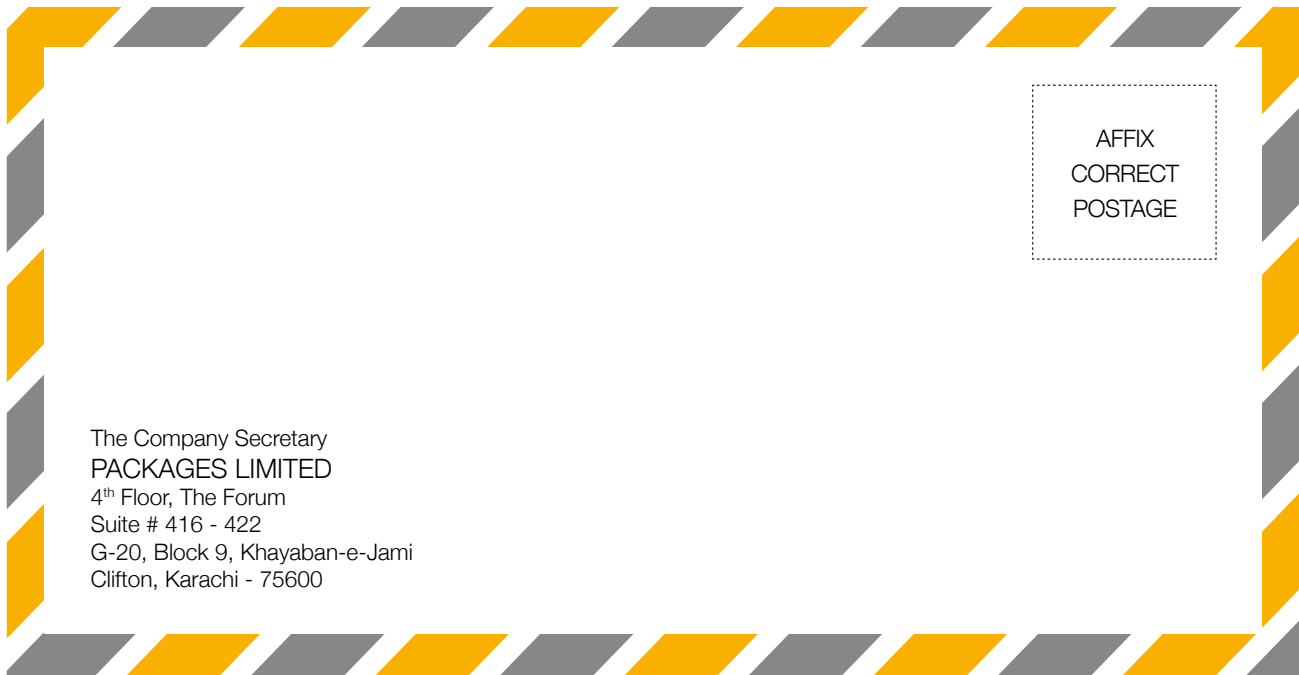 AFFIX
CORRECT
POSTAGE
The Company Secretary
PACKAGES LIMITED
4th Floor, The Forum
Suite # 416 - 422
G-20, Block 9, Khayaban-e-Jami
Clifton, Karachi - 75600